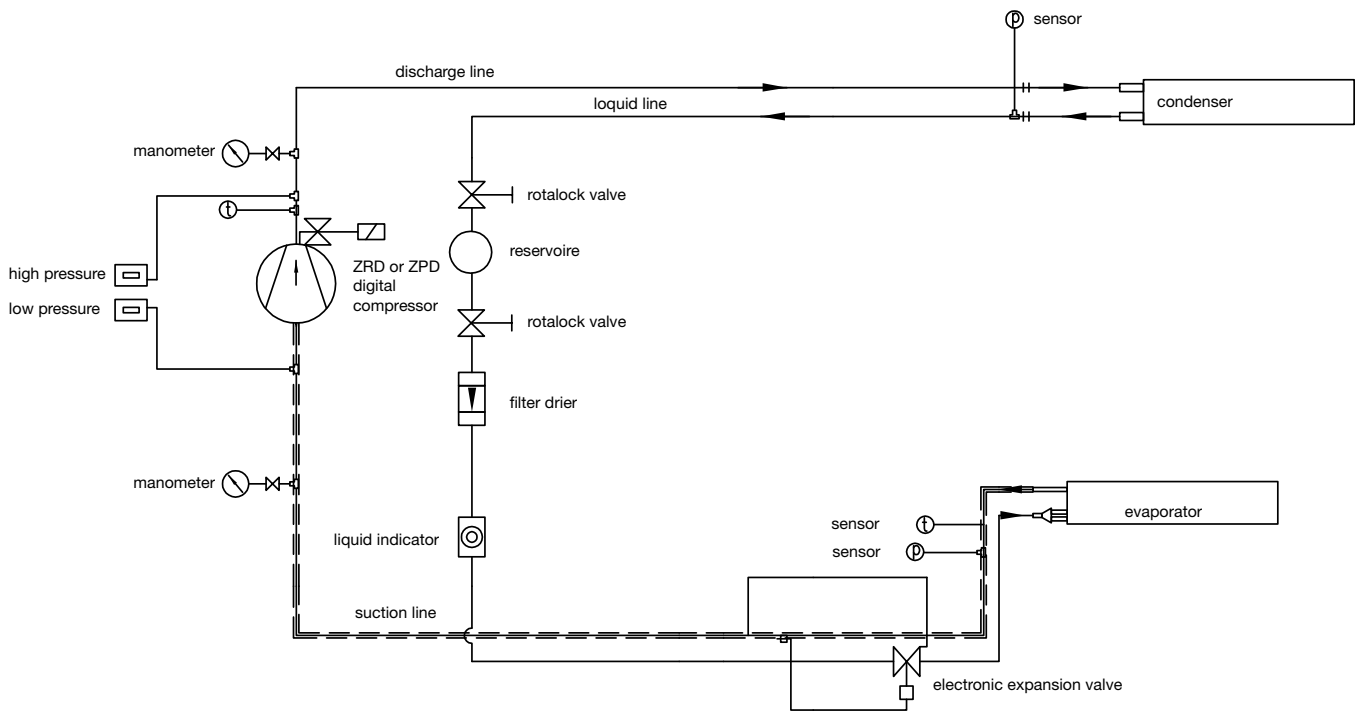 p sensor
discharge line
loquid line
condenser
manometer
rotalock valve
t
reservoire
high pressure
ZRD or ZPD
digital
compressor
low pressure
rotalock valve
filter drier
manometer
evaporator
liquid indicator
sensor t
sensor p
suction line
electronic expansion valve